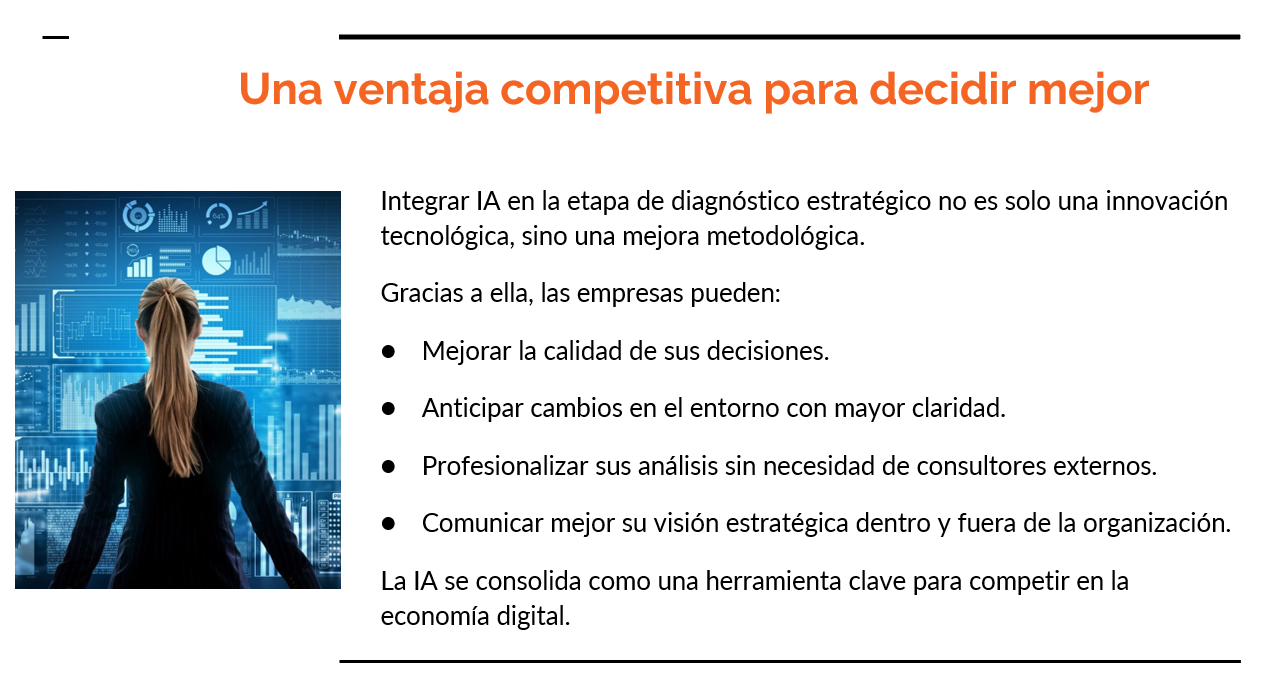 Una ventaja competitiva para decidir mejor
Integrar IA en la etapa de diagnóstico estratégico no es solo una innovación
tecnológica, sino una mejora metodológica.
Gracias a ella, las empresas pueden:
● Mejorar la calidad de sus decisiones.
● Anticipar cambios en el entorno con mayor claridad.
● Profesionalizar sus análisis sin necesidad de consultores externos.
● Comunicar mejor su visión estratégica dentro y fuera de la organización.
La IA se consolida como una herramienta clave para competir en la
economía digital.